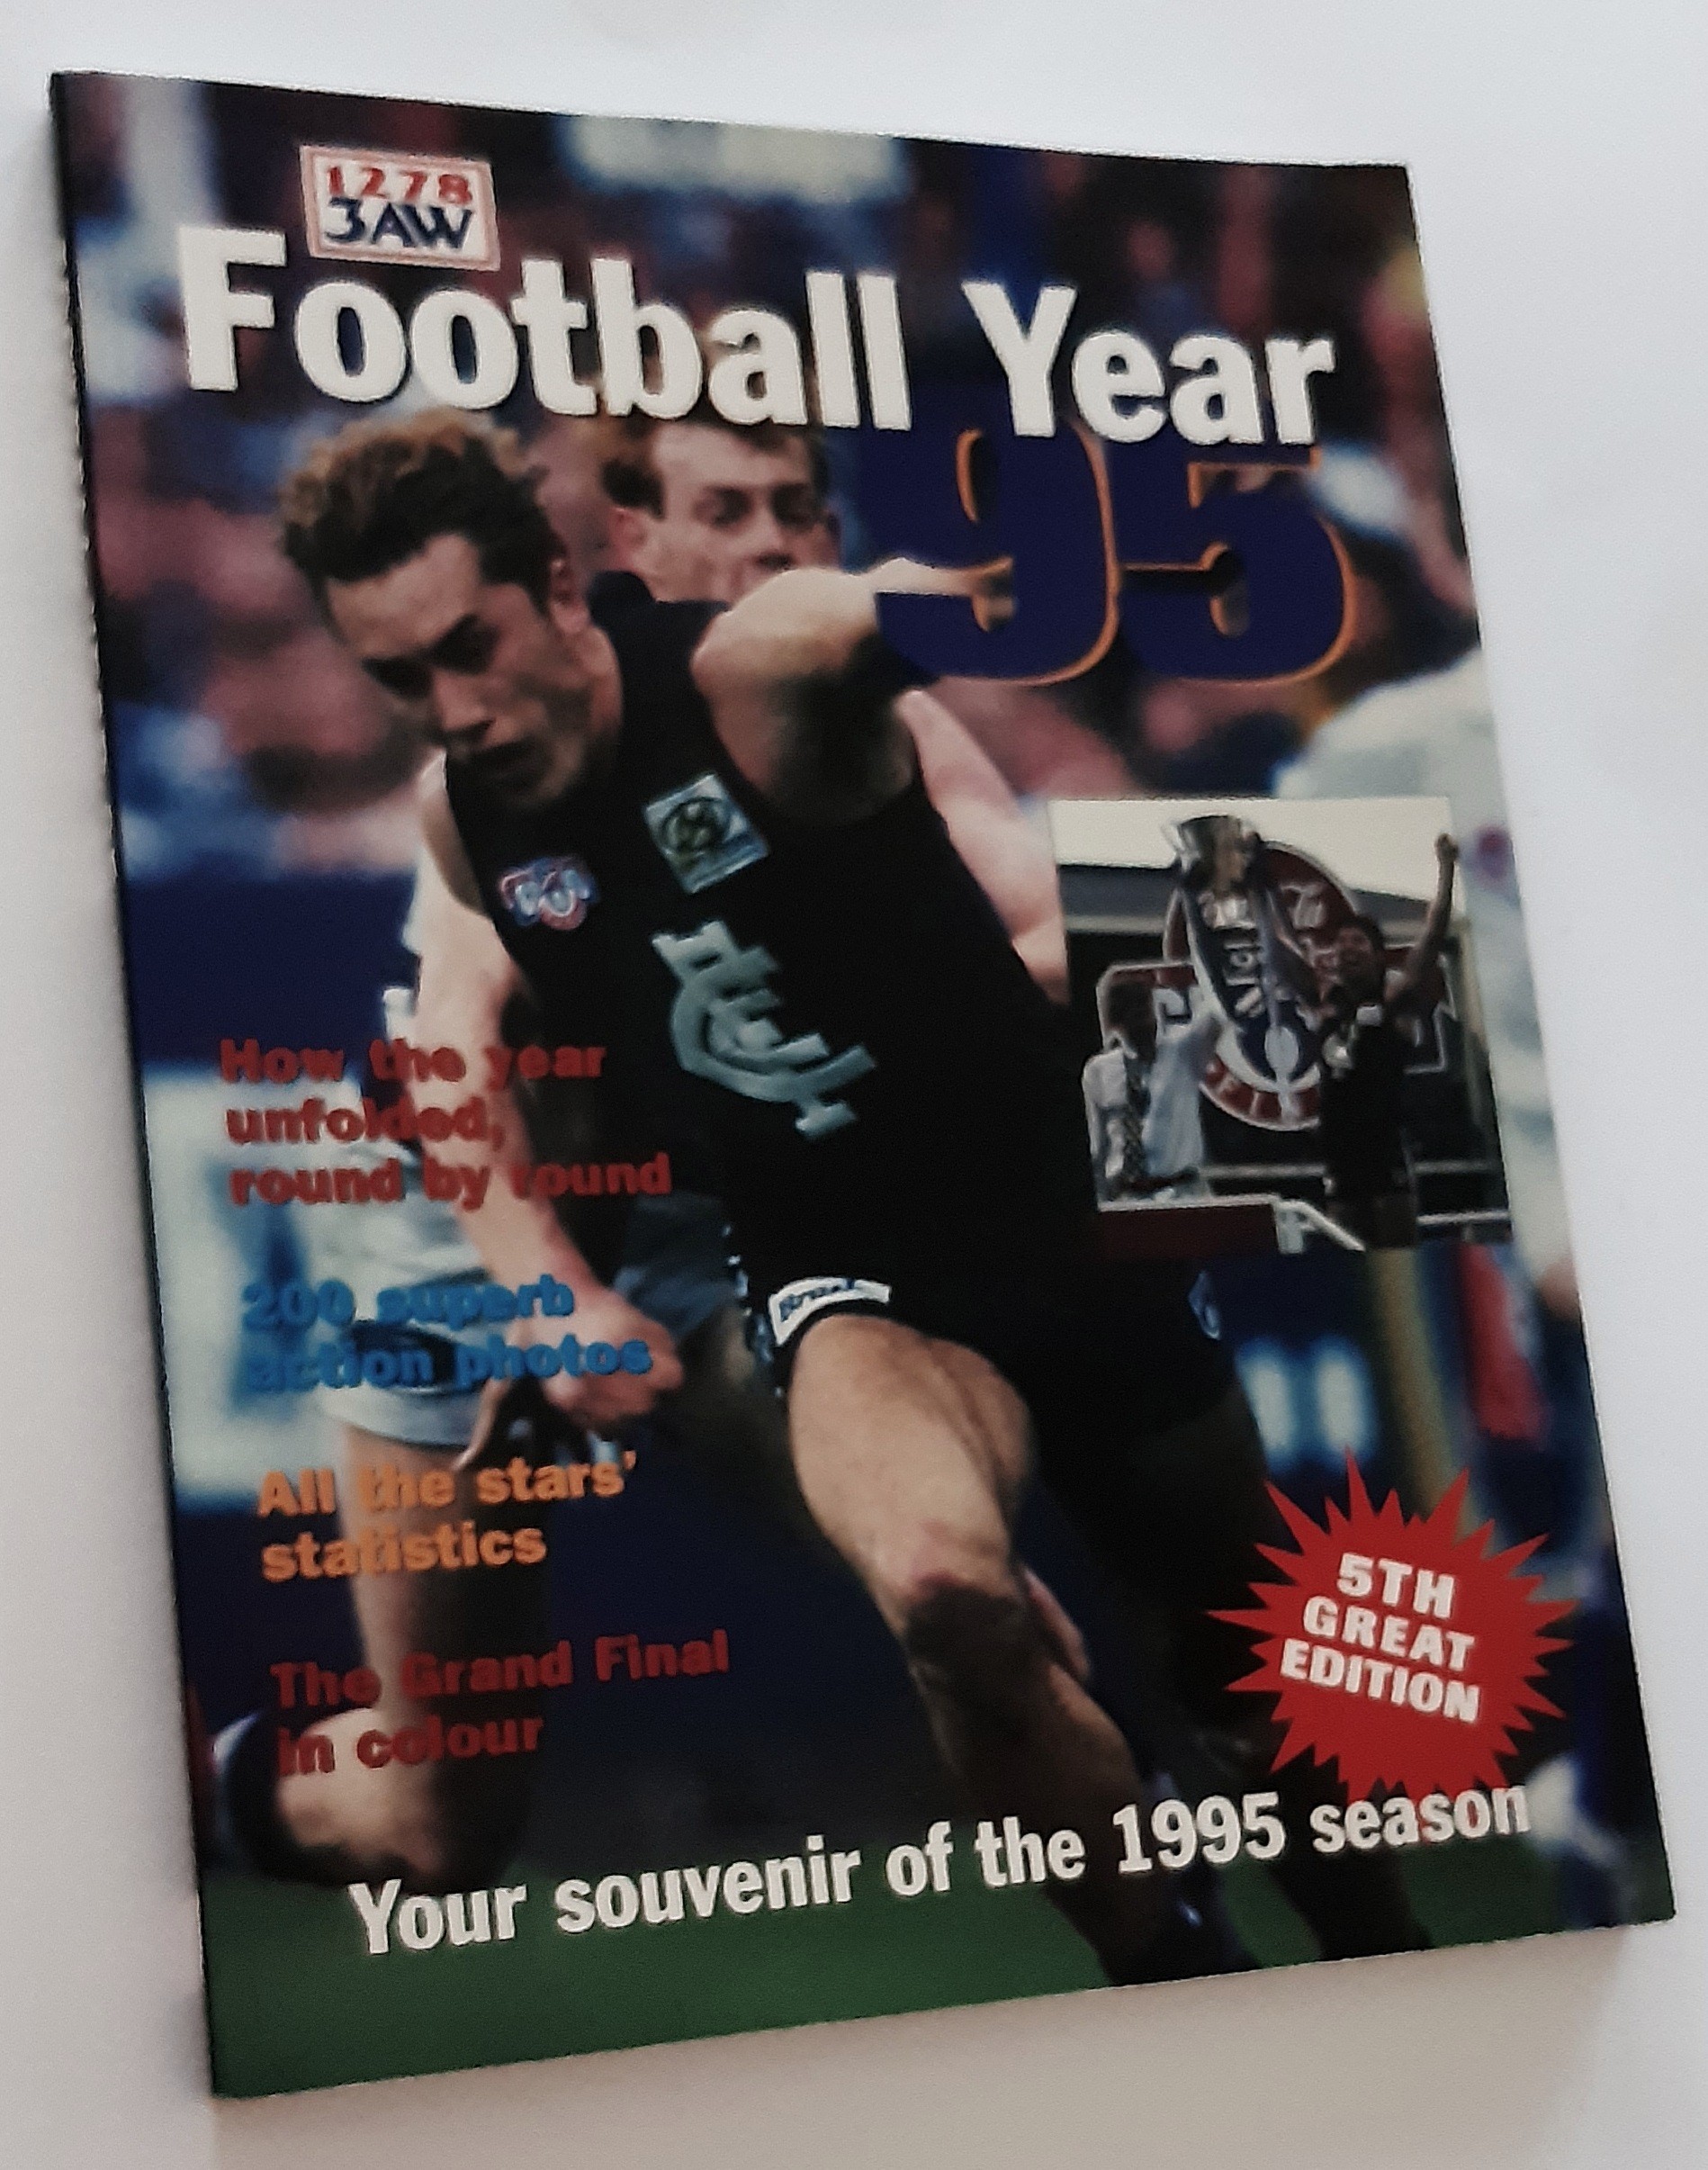 1278
3AW
Football Year
95
How the year
unfolded,
round by round
200 superb
action photos
All the stars'
statistics
The Grand Final
in colour
5TH
GREAT
EDITION
Your souvenir of the 1995 season